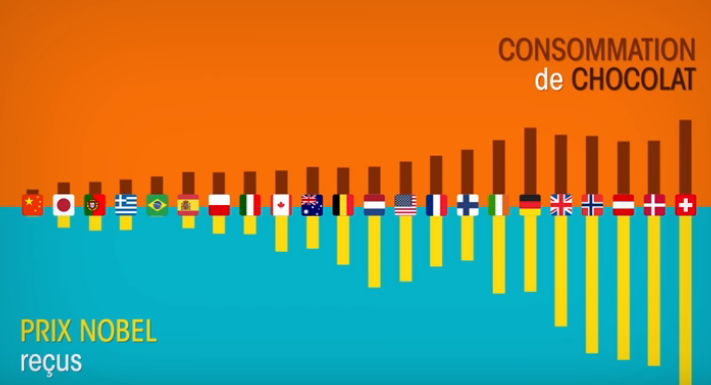 CONSOMMATION
de CHOCOLAT
PRIX NOBEL
reçus